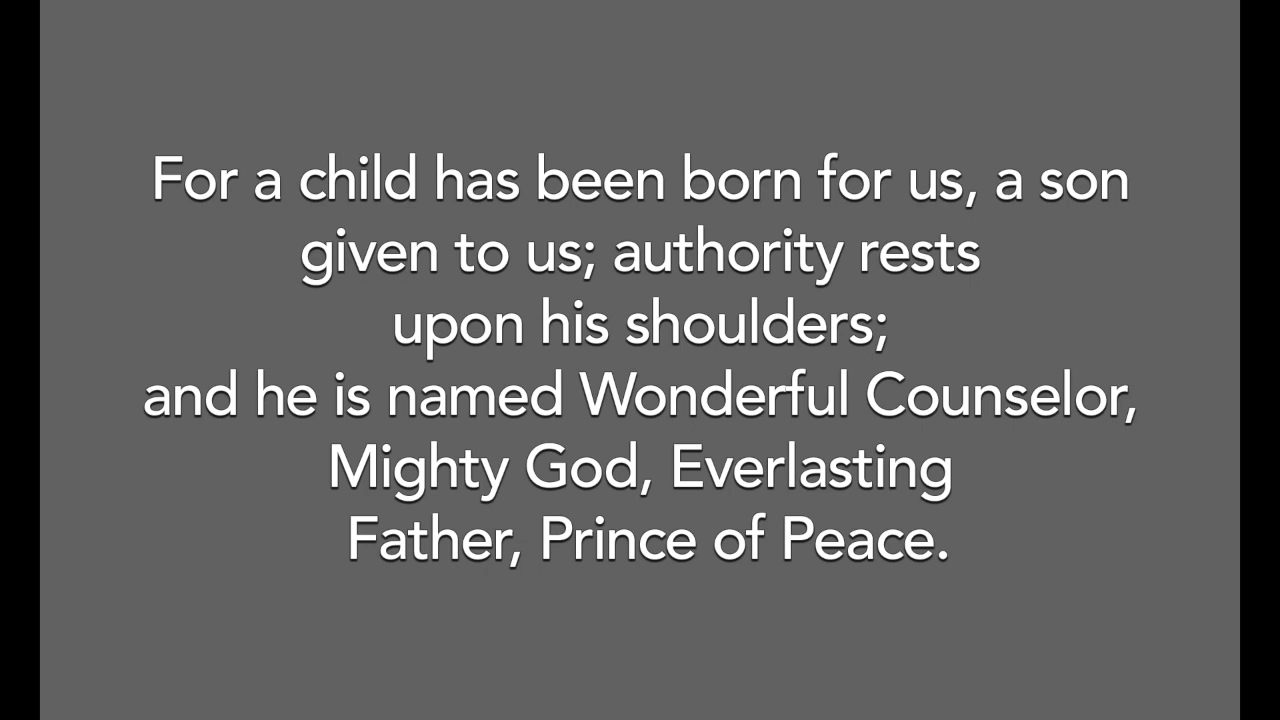 For a child has been born for us, a son
given to us; authority rests
upon his shoulders;
and he is named Wonderful Counselor,
Mighty God, Everlasting
Father, Prince of Peace.